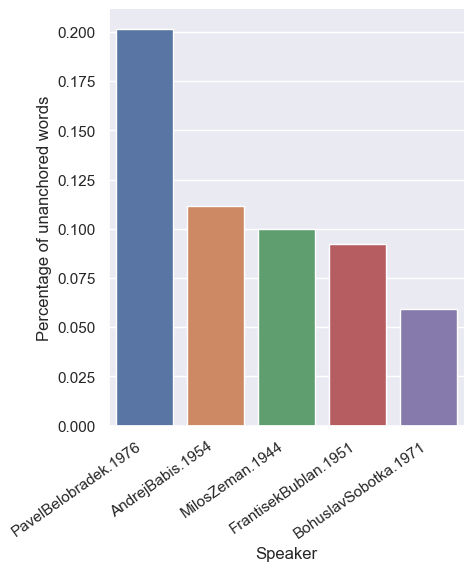 0.200
0.175
0.150
0.125
0.100
0.075
0.050
0.025
0.000
Percentage of unanchored words
PavelBelobradek.1976
AndrejBabis.1954
MilosZeman.1944
FrantisekBublan.1951
BohuslavSobotka.1971
Speaker